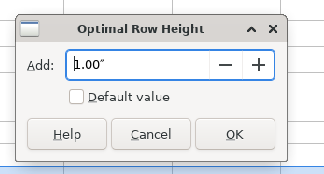 Optimal Row Height
Add: 1.00″
Default value
Help Cancel OK